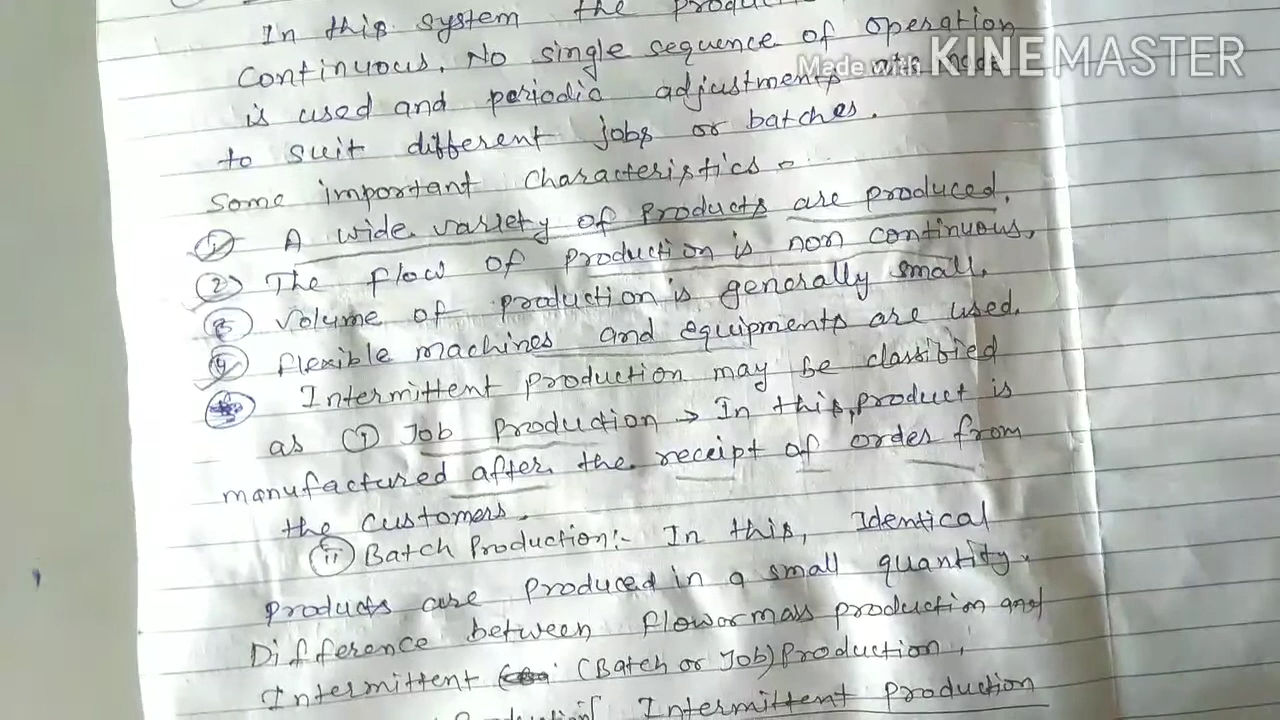 In this system the
Continuous. No single sequence of operation
is used and periodic adjustments
to suit different jobs or batches.
Some important characteristics
(1) A wide variety of products are produced.
(2) The flow of production is non continuous.
Volume of production is generally small.
flexible machines and equipments are used.
Intermittent production may be classified
as (I) Job production → In this, product is
manufactured after the receipt of order from
the customers.
(ii) Batch Production:- In this, Identical
products are produced in a small quantity.
Difference between flow or mass production and
Intermittent (Batch or Job) Production
Intermittent production
Made with KINEMASTER